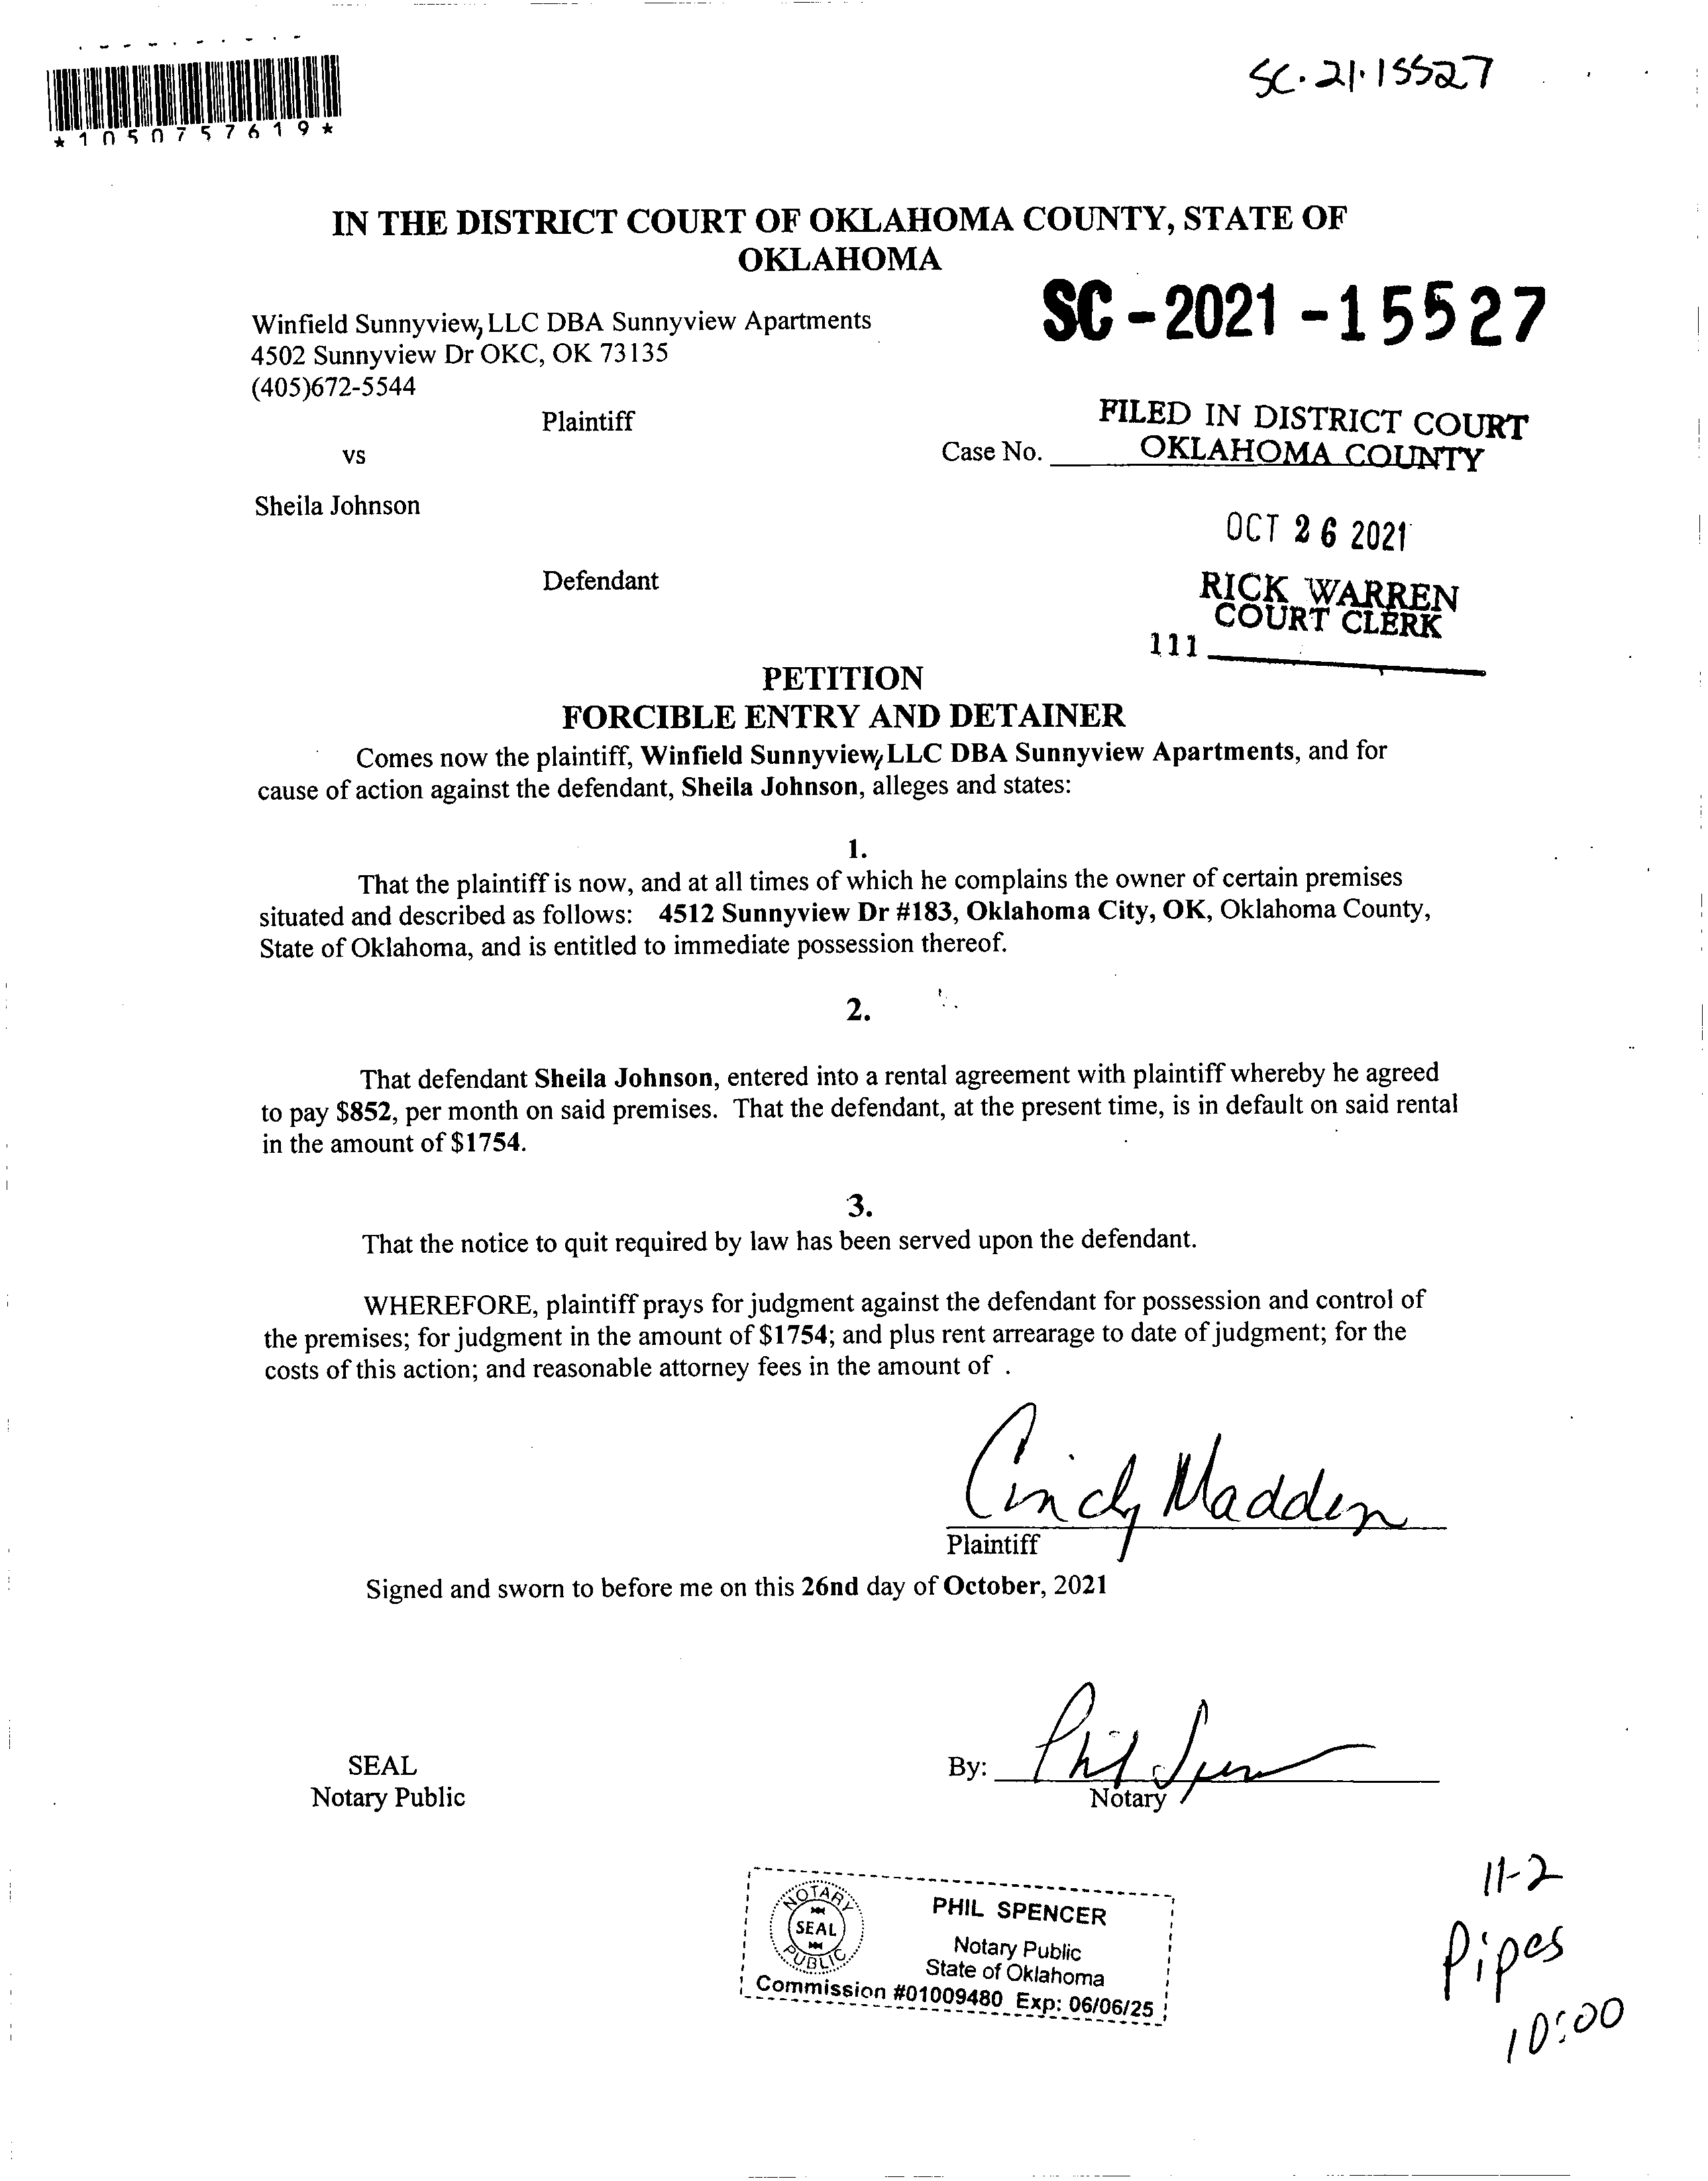 SC-21-15527
*1050757619*
IN THE DISTRICT COURT OF OKLAHOMA COUNTY, STATE OF
OKLAHOMA
SC-2021-15527
Winfield Sunnyview, LLC DBA Sunnyview Apartments
4502 Sunnyview Dr OKC, OK 73135
(405)672-5544
Plaintiff
FILED IN DISTRICT COURT
OKLAHOMA COUNTY
vs
Case No.
Sheila Johnson
OCT 26 2021
Defendant
RICK WARREN
COURT CLERK
111
PETITION
FORCIBLE ENTRY AND DETAINER
Comes now the plaintiff, Winfield Sunnyview, LLC DBA Sunnyview Apartments, and for
cause of action against the defendant, Sheila Johnson, alleges and states:
1.
That the plaintiff is now, and at all times of which he complains the owner of certain premises
situated and described as follows: 4512 Sunnyview Dr #183, Oklahoma City, OK, Oklahoma County,
State of Oklahoma, and is entitled to immediate possession thereof.
2.
That defendant Sheila Johnson, entered into a rental agreement with plaintiff whereby he agreed
to pay $852, per month on said premises. That the defendant, at the present time, is in default on said rental
in the amount of $1754.
3.
That the notice to quit required by law has been served upon the defendant.
WHEREFORE, plaintiff prays for judgment against the defendant for possession and control of
the premises; for judgment in the amount of $1754; and plus rent arrearage to date of judgment; for the
costs of this action; and reasonable attorney fees in the amount of .
Cindy Madden
Plaintiff
Signed and sworn to before me on this 26nd day of October, 2021
SEAL
Notary Public
By: Phil Spencer
Notary
NOTARY
SEAL
PUBLIC
PHIL SPENCER
Notary Public
State of Oklahoma
Commission #01009480 Exp: 06/06/25
11-2
Pipes
10:00